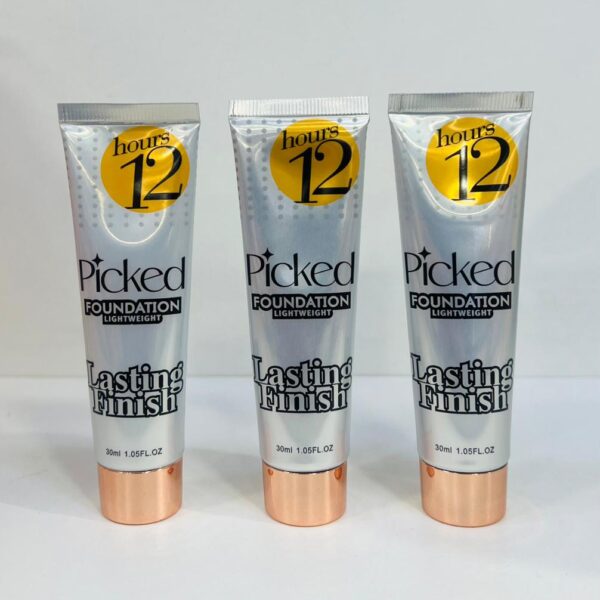 hours
12
Picked
FOUNDATION
LIGHTWEIGHT
Lasting
Finish
30ml 1.05FL.OZ
hours
12
Picked
FOUNDATION
LIGHTWEIGHT
Lasting
Finish
30ml 1.05FL.OZ
hours
12
Picked
FOUNDATION
LIGHTWEIGHT
Lasting
Finish
30ml 1.05FL.OZ